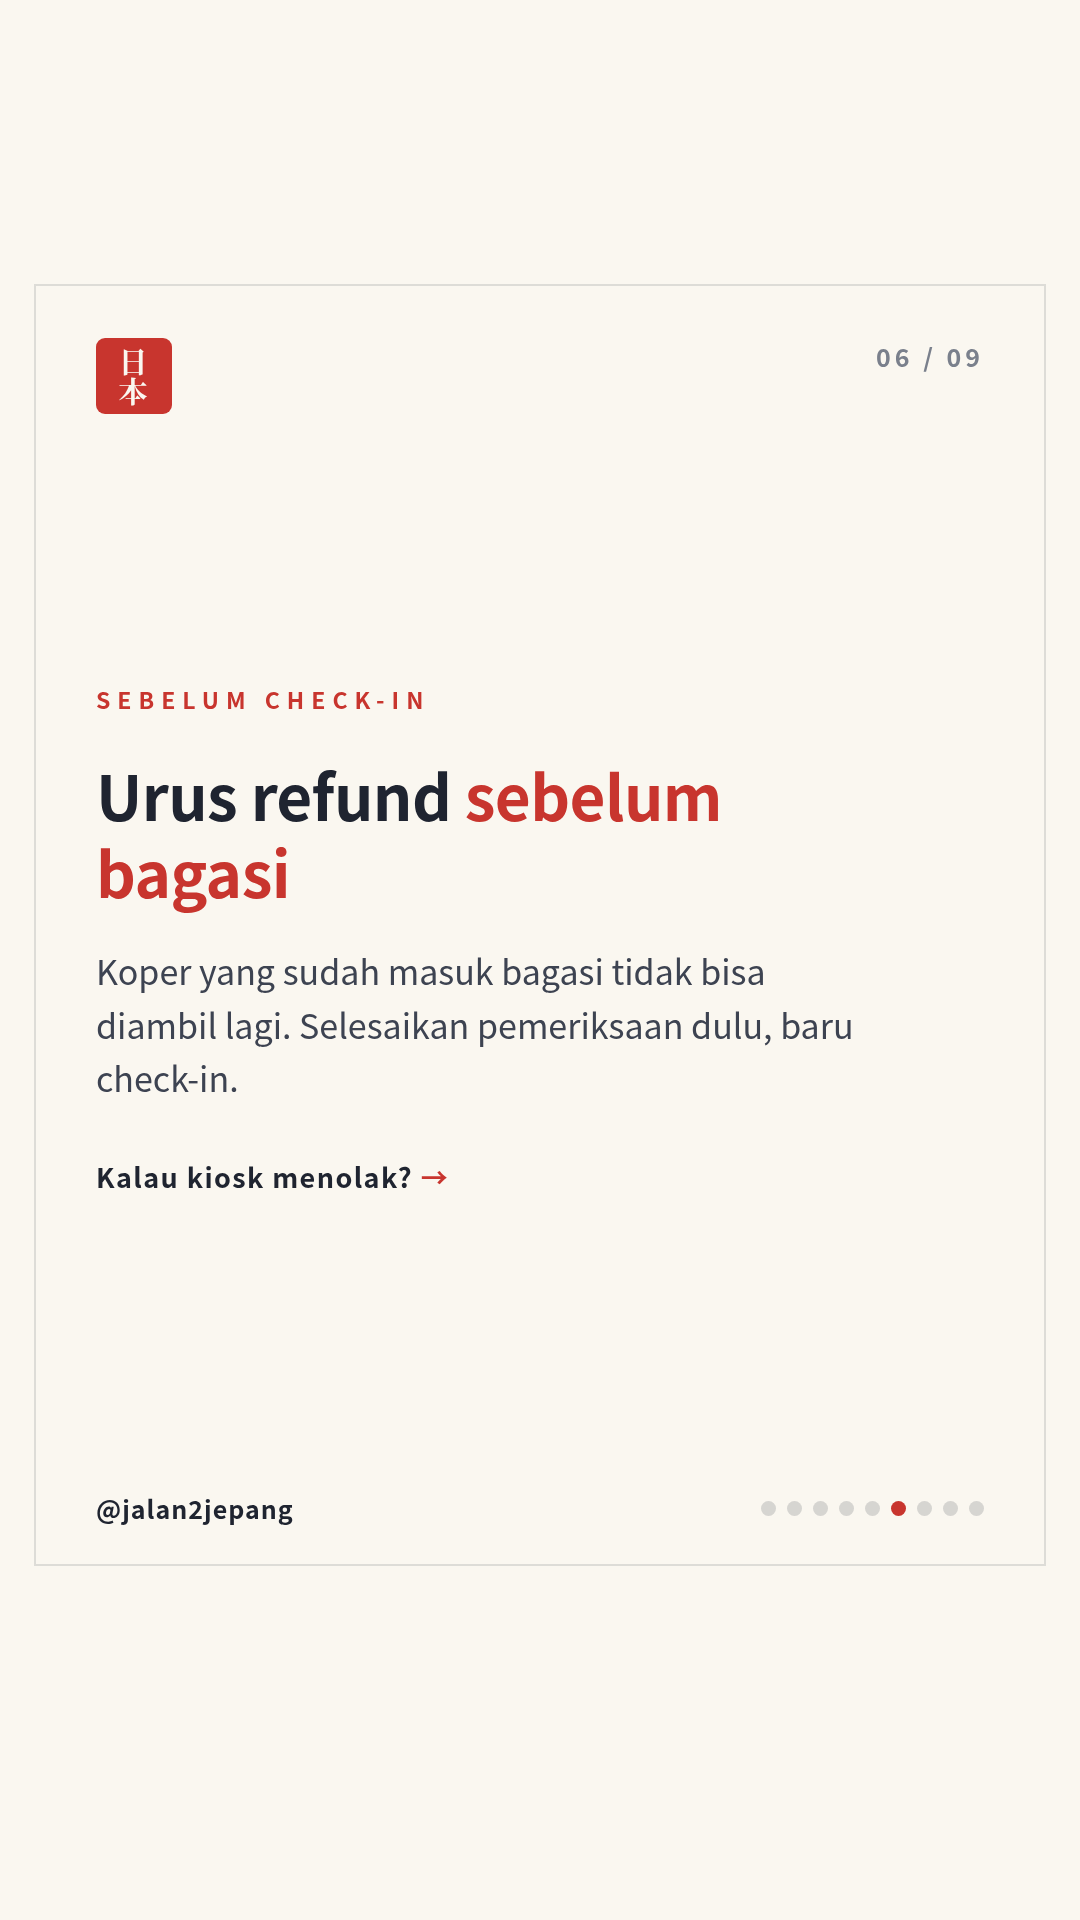 日本
06 / 09
SEBELUM CHECK-IN
Urus refund sebelum
bagasi
Koper yang sudah masuk bagasi tidak bisa
diambil lagi. Selesaikan pemeriksaan dulu, baru
check-in.
Kalau kiosk menolak? →
@jalan2jepang